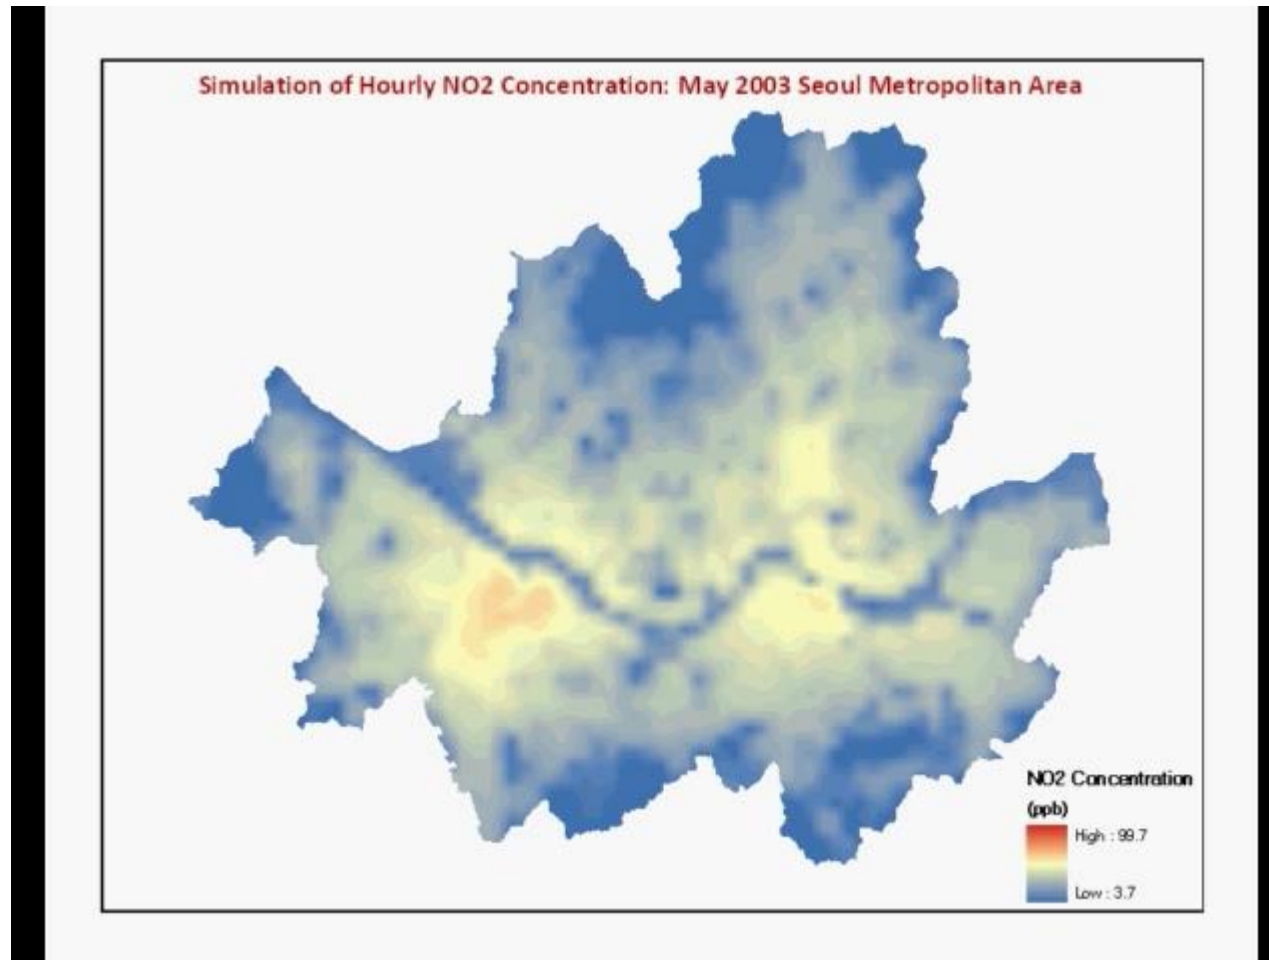 Simulation of Hourly NO2 Concentration: May 2003 Seoul Metropolitan Area
NO2 Concentration
(ppb)
High : 99.7
Low : 3.7